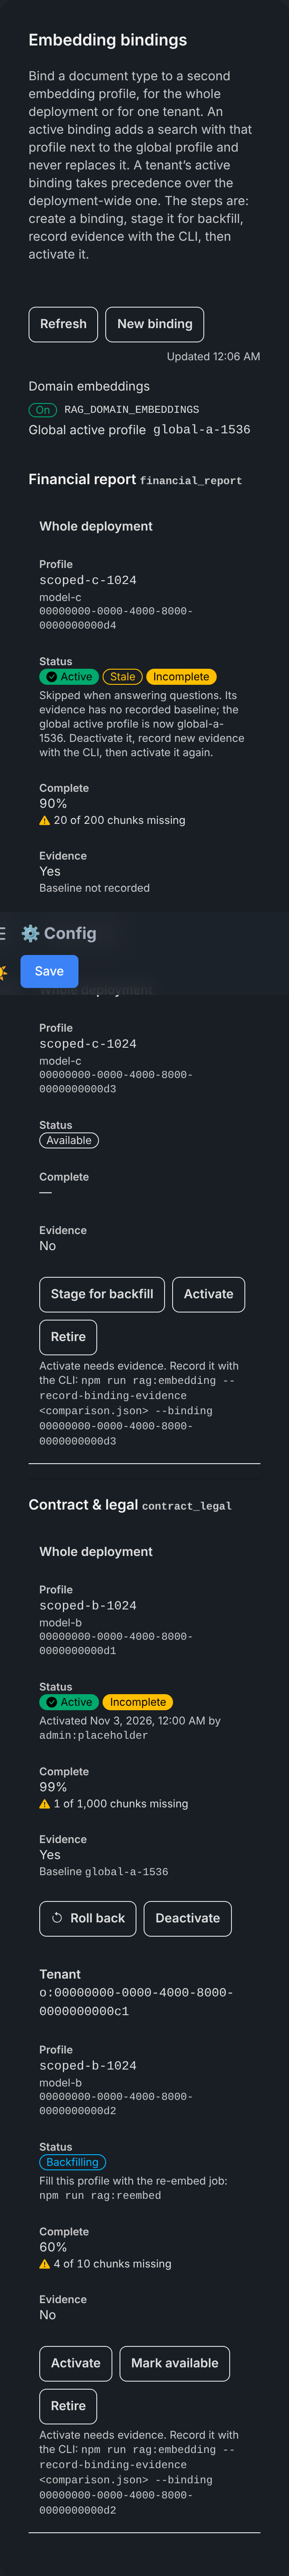 Embedding bindings
Bind a document type to a second
embedding profile, for the whole
deployment or for one tenant. An
active binding adds a search with that
profile next to the global profile and
never replaces it. A tenant's active
binding takes precedence over the
deployment-wide one. The steps are:
create a binding, stage it for backfill,
record evidence with the CLI, then
activate it.
Refresh New binding
Updated 12:06 AM
Domain embeddings
On RAG_DOMAIN_EMBEDDINGS
Global active profile global-a-1536
Financial report financial_report
Whole deployment
Profile
scoped-c-1024
model-c
00000000-0000-4000-8000-
0000000000d4
Status
Active Stale Incomplete
Skipped when answering questions. Its
evidence has no recorded baseline; the
global active profile is now global-a-
1536. Deactivate it, record new evidence
with the CLI, then activate it again.
Complete
90%
20 of 200 chunks missing
Evidence
Yes
Baseline not recorded
Config
Save
Whole deployment
Profile
scoped-c-1024
model-c
00000000-0000-4000-8000-
0000000000d3
Status
Available
Complete
—
Evidence
No
Stage for backfill Activate
Retire
Activate needs evidence. Record it with
the CLI: npm run rag:embedding --
record-binding-evidence
<comparison.json> --binding
00000000-0000-4000-8000-
0000000000d3
Contract & legal contract_legal
Whole deployment
Profile
scoped-b-1024
model-b
00000000-0000-4000-8000-
0000000000d1
Status
Active Incomplete
Activated Nov 3, 2026, 12:00 AM by
admin:placeholder
Complete
99%
1 of 1,000 chunks missing
Evidence
Yes
Baseline global-a-1536
Roll back Deactivate
Tenant
o:00000000-0000-4000-8000-
0000000000c1
Profile
scoped-b-1024
model-b
00000000-0000-4000-8000-
0000000000d2
Status
Backfilling
Fill this profile with the re-embed job:
npm run rag:reembed
Complete
60%
4 of 10 chunks missing
Evidence
No
Activate Mark available
Retire
Activate needs evidence. Record it with
the CLI: npm run rag:embedding --
record-binding-evidence
<comparison.json> --binding
00000000-0000-4000-8000-
0000000000d2